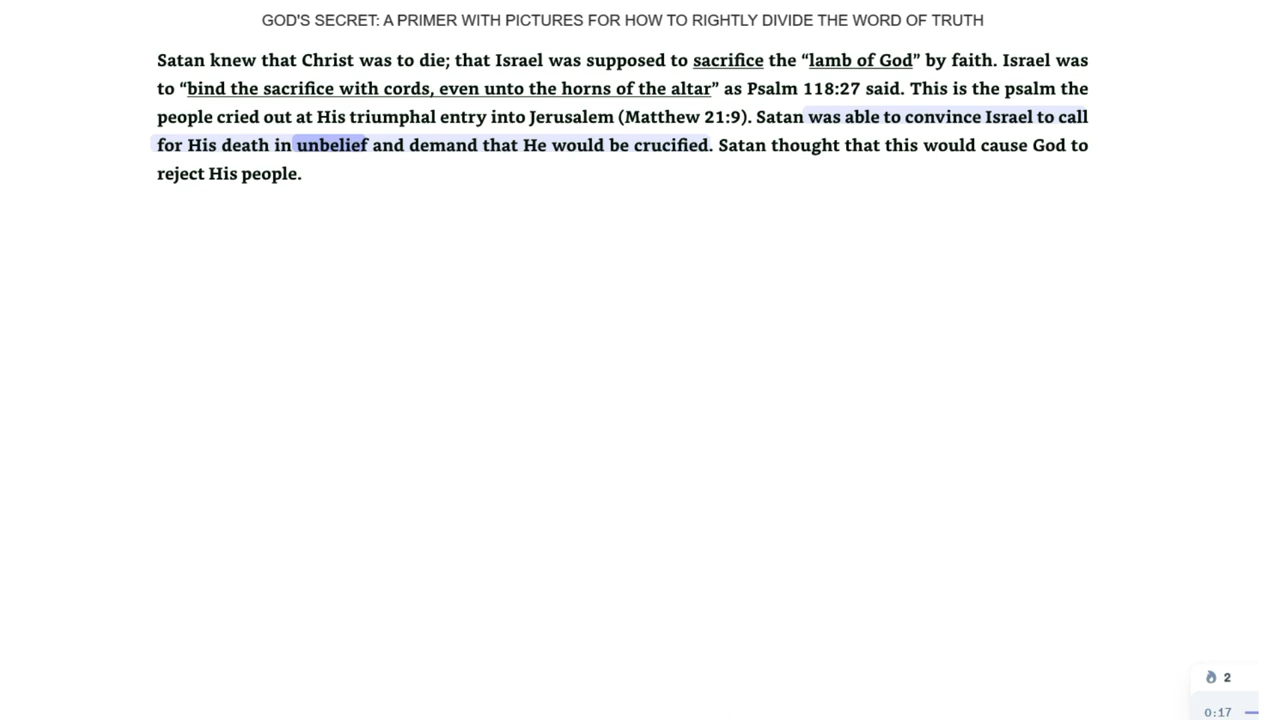 GOD'S SECRET: A PRIMER WITH PICTURES FOR HOW TO RIGHTLY DIVIDE THE WORD OF TRUTH
Satan knew that Christ was to die; that Israel was supposed to sacrifice the “lamb of God” by faith. Israel was
to “bind the sacrifice with cords, even unto the horns of the altar” as Psalm 118:27 said. This is the psalm the
people cried out at His triumphal entry into Jerusalem (Matthew 21:9). Satan was able to convince Israel to call
for His death in unbelief and demand that He would be crucified. Satan thought that this would cause God to
reject His people.
2
0:17